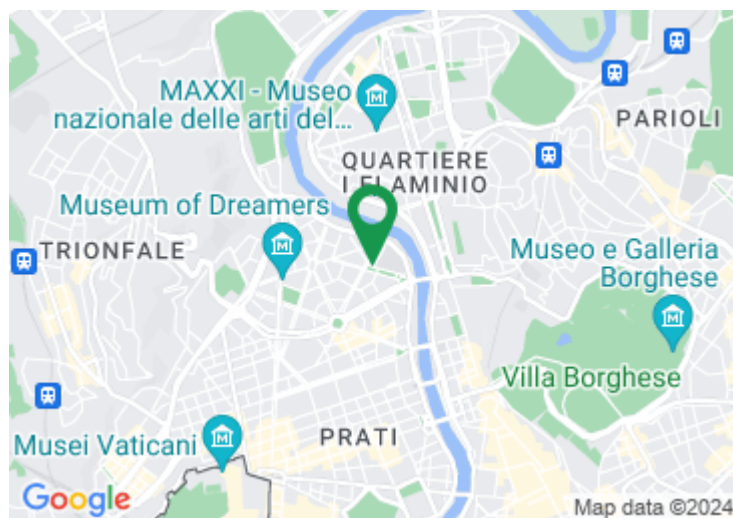 MAXXI - Museo
nazionale delle arti del...
PARIOLI
QUARTIERE
I FLAMINIO
Museum of Dreamers
TRIONFALE
Museo e Galleria
Borghese
Villa Borghese
PRATI
Musei Vaticani
Google
Map data ©2024